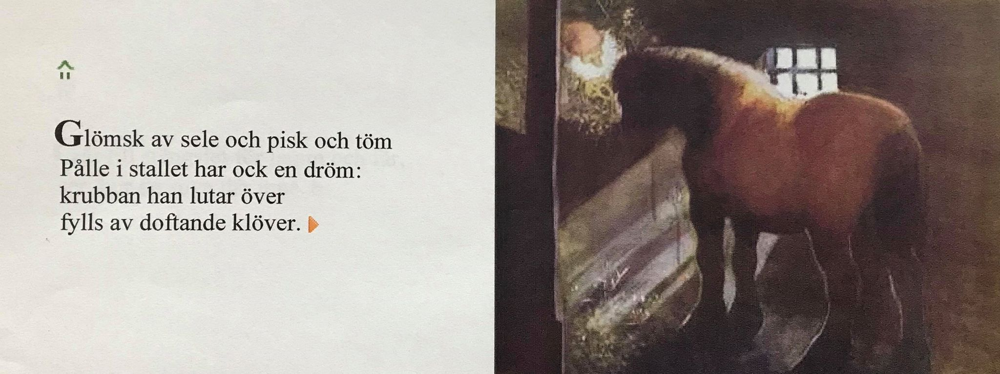 Glömsk av sele och pisk och töm
Pålle i stallet har ock en dröm:
krubban han lutar över
fylls av doftande klöver.